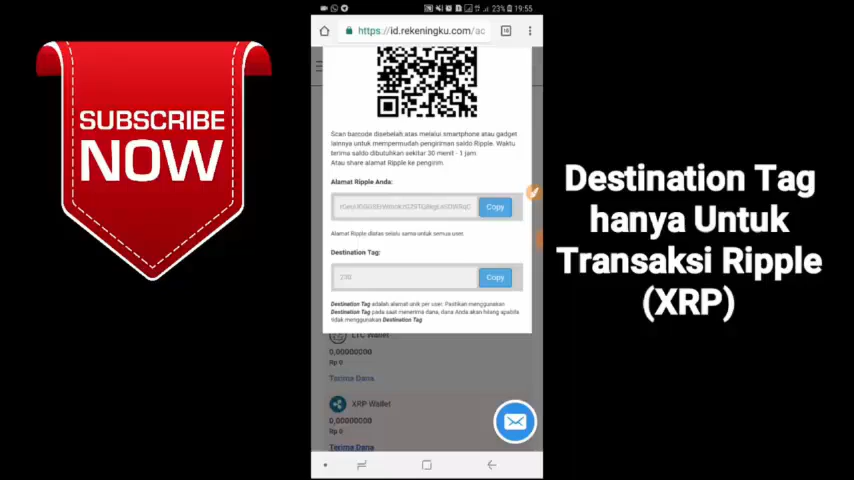 SUBSCRIBE
NOW
23% 19:55
https://id.rekeningku.com/ac
Scan barcode disebelah atas melalui smartphone atau gadget
lainnya untuk mempermudah pengiriman saldo Ripple. Waktu
terima saldo dibutuhkan sekitar 30 menit - 1 jam.
Atau share alamat Ripple ke pengirim
Alamat Ripple Anda:
Copy
Alamat Ripple diatas selalu sama untuk semua user.
Destination Tag:
Copy
Destination Tag adalah alamat unik per user. Pastikan menggunakan
Destination Tag pada saat menerima dana, dana Anda akan hilang apabila
tidak menggunakan Destination Tag
LTC Wallet
0,00000000
Rp 0
Terima Dana
XRP Wallet
0,00000000
Rp 0
Terima Dana
Destination Tag
hanya Untuk
Transaksi Ripple
(XRP)